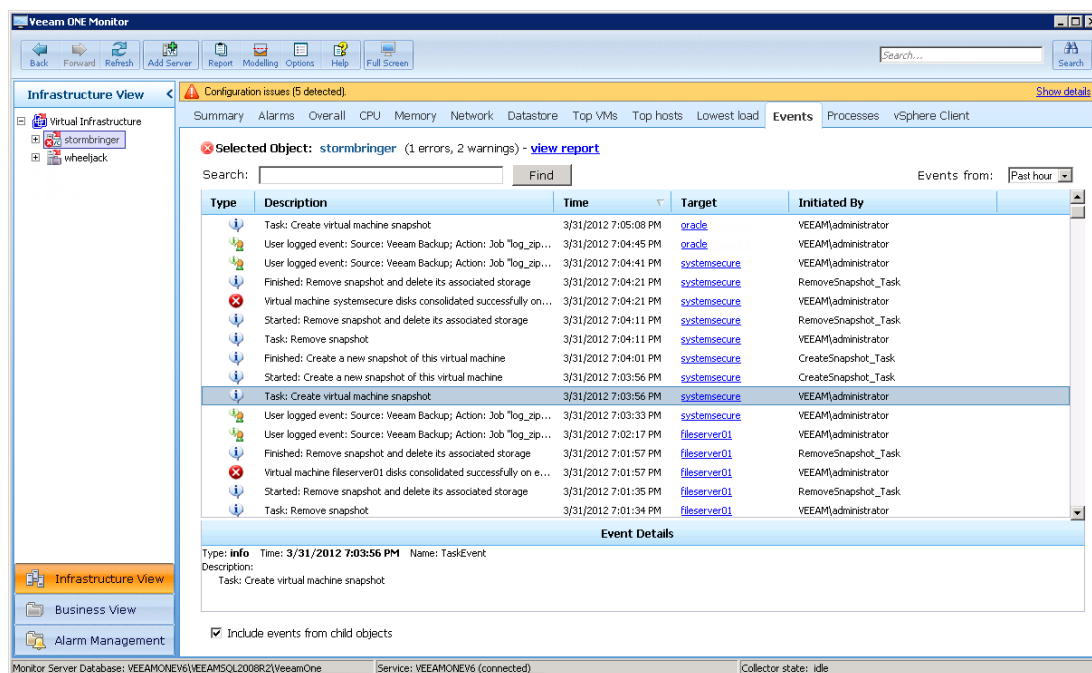 Veeam ONE Monitor
Back Forward Refresh Add Server Report Modelling Options Help Full Screen Search... Search
Infrastructure View <
Configuration issues (5 detected). Show details
Virtual Infrastructure
stormbringer
wheeljack
Summary Alarms Overall CPU Memory Network Datastore Top VMs Top hosts Lowest load Events Processes vSphere Client
Selected Object: stormbringer (1 errors, 2 warnings) - view report
Search: Find Events from: Past hour
Type Description Time Target Initiated By
Task: Create virtual machine snapshot 3/31/2012 7:05:08 PM oracle VEEAM\administrator
User logged event: Source: Veeam Backup; Action: Job "log_zip... 3/31/2012 7:04:45 PM oracle VEEAM\administrator
User logged event: Source: Veeam Backup; Action: Job "log_zip... 3/31/2012 7:04:41 PM systemsecure VEEAM\administrator
Finished: Remove snapshot and delete its associated storage 3/31/2012 7:04:21 PM systemsecure RemoveSnapshot_Task
Virtual machine systemsecure disks consolidated successfully on... 3/31/2012 7:04:21 PM systemsecure VEEAM\administrator
Started: Remove snapshot and delete its associated storage 3/31/2012 7:04:11 PM systemsecure RemoveSnapshot_Task
Task: Remove snapshot 3/31/2012 7:04:11 PM systemsecure VEEAM\administrator
Finished: Create a new snapshot of this virtual machine 3/31/2012 7:04:01 PM systemsecure CreateSnapshot_Task
Started: Create a new snapshot of this virtual machine 3/31/2012 7:03:56 PM systemsecure CreateSnapshot_Task
Task: Create virtual machine snapshot 3/31/2012 7:03:56 PM systemsecure VEEAM\administrator
User logged event: Source: Veeam Backup; Action: Job "log_zip... 3/31/2012 7:03:33 PM systemsecure VEEAM\administrator
User logged event: Source: Veeam Backup; Action: Job "log_zip... 3/31/2012 7:02:17 PM fileserver01 VEEAM\administrator
Finished: Remove snapshot and delete its associated storage 3/31/2012 7:01:57 PM fileserver01 RemoveSnapshot_Task
Virtual machine fileserver01 disks consolidated successfully on e... 3/31/2012 7:01:57 PM fileserver01 VEEAM\administrator
Started: Remove snapshot and delete its associated storage 3/31/2012 7:01:35 PM fileserver01 RemoveSnapshot_Task
Task: Remove snapshot 3/31/2012 7:01:34 PM fileserver01 VEEAM\administrator
Event Details
Type: info Time: 3/31/2012 7:03:56 PM Name: TaskEvent
Description:
Task: Create virtual machine snapshot
Infrastructure View
Business View
Alarm Management
Include events from child objects
Monitor Server Database: VEEAMONEV6\VEEAMSQL2008R2\VeeamOne Service: VEEAMONEV6 (connected) Collector state: idle